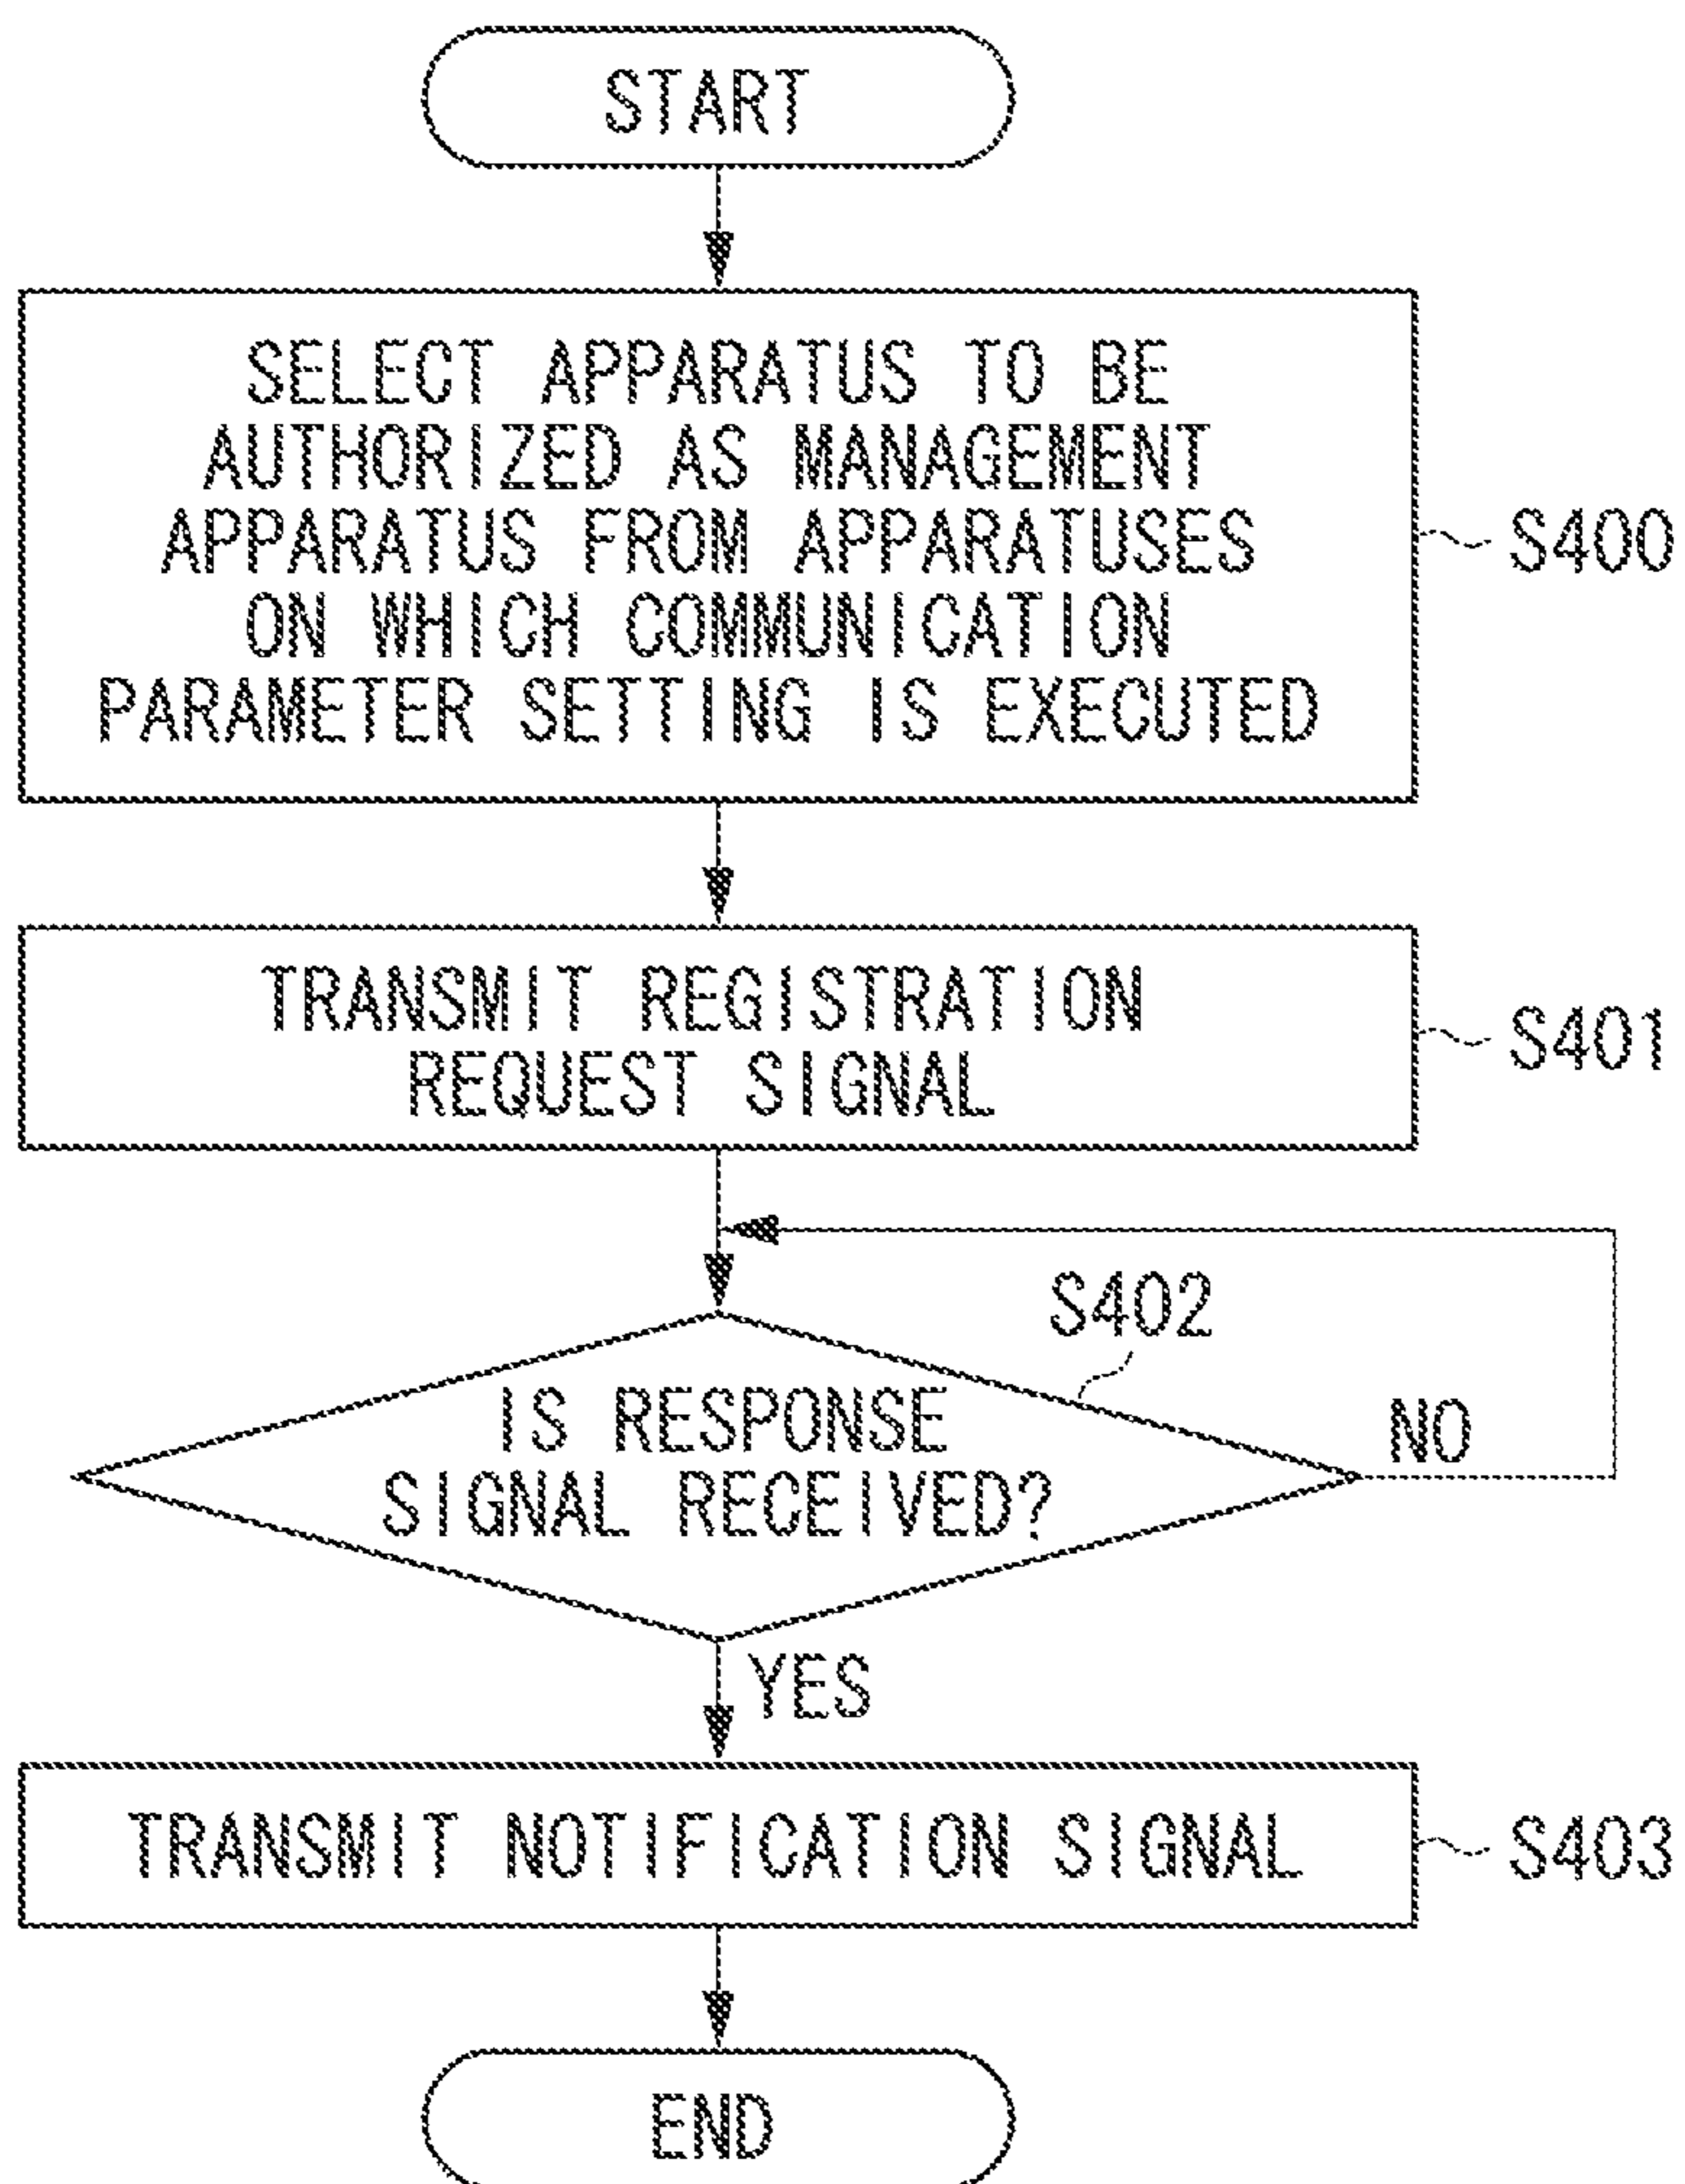 START
SELECT APPARATUS TO BE
AUTHORIZED AS MANAGEMENT
APPARATUS FROM APPARATUSES
ON WHICH COMMUNICATION
PARAMETER SETTING IS EXECUTED
S400
TRANSMIT REGISTRATION
REQUEST SIGNAL
S401
S402
IS RESPONSE
SIGNAL RECEIVED?
NO
YES
TRANSMIT NOTIFICATION SIGNAL
S403
END